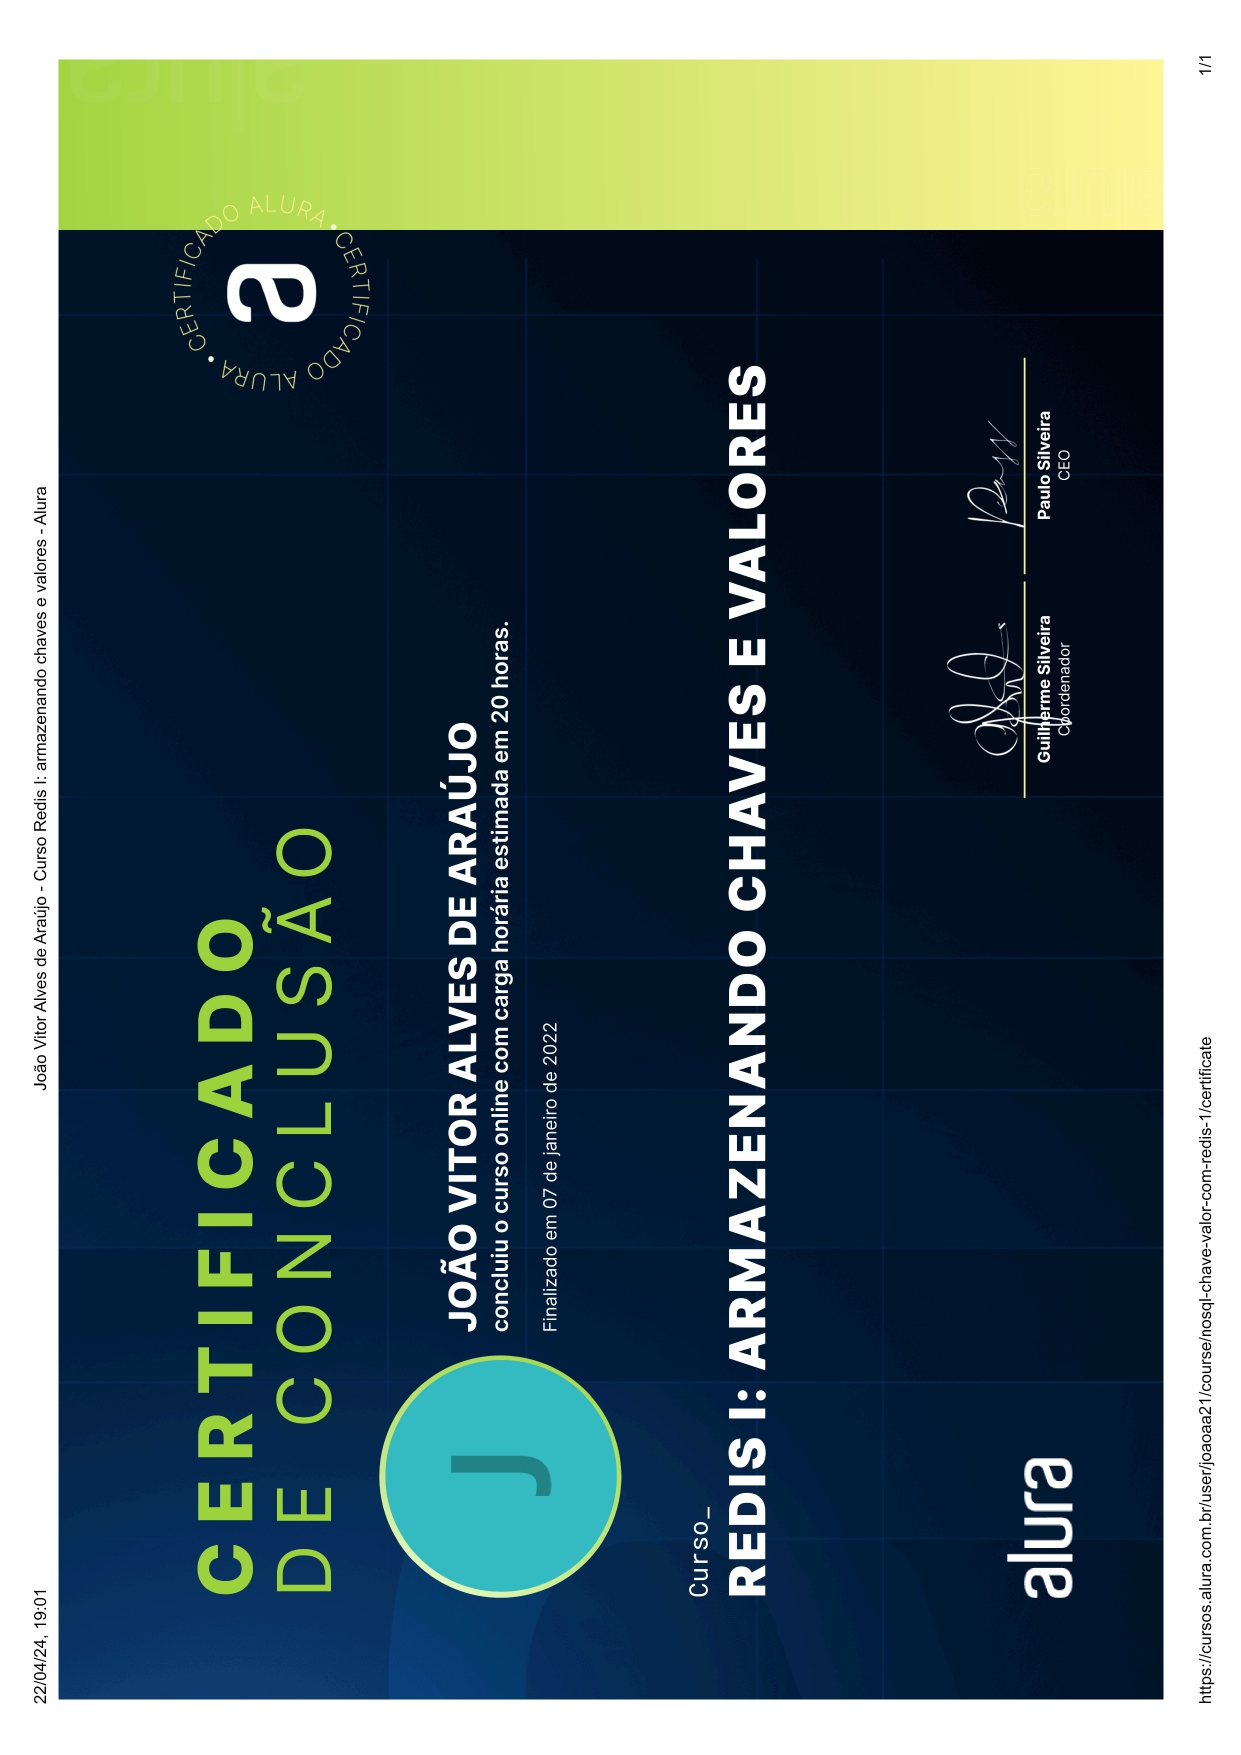 22/04/24, 19:01
João Vitor Alves de Araújo - Curso Redis I: armazenando chaves e valores - Alura
alura
CERTIFICADO ALURA • CERTIFICADO ALURA •
a
CERTIFICADO
DE CONCLUSÃO
J
JOÃO VITOR ALVES DE ARAÚJO
concluiu o curso online com carga horária estimada em 20 horas.
Finalizado em 07 de janeiro de 2022
Curso_
REDIS I: ARMAZENANDO CHAVES E VALORES
alura
Guilherme Silveira
Coordenador
Paulo Silveira
CEO
https://cursos.alura.com.br/user/joaoaa21/course/nosql-chave-valor-com-redis-1/certificate
1/1